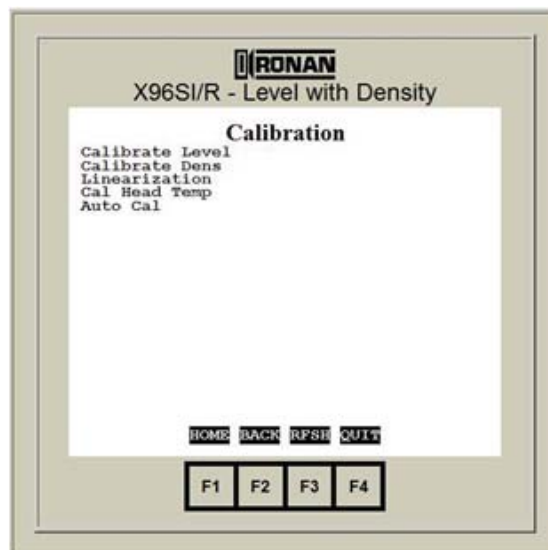 RONAN
X96SI/R - Level with Density
Calibration
Calibrate Level
Calibrate Dens
Linearization
Cal Head Temp
Auto Cal
HOME BACK RFSH QUIT
F1 F2 F3 F4